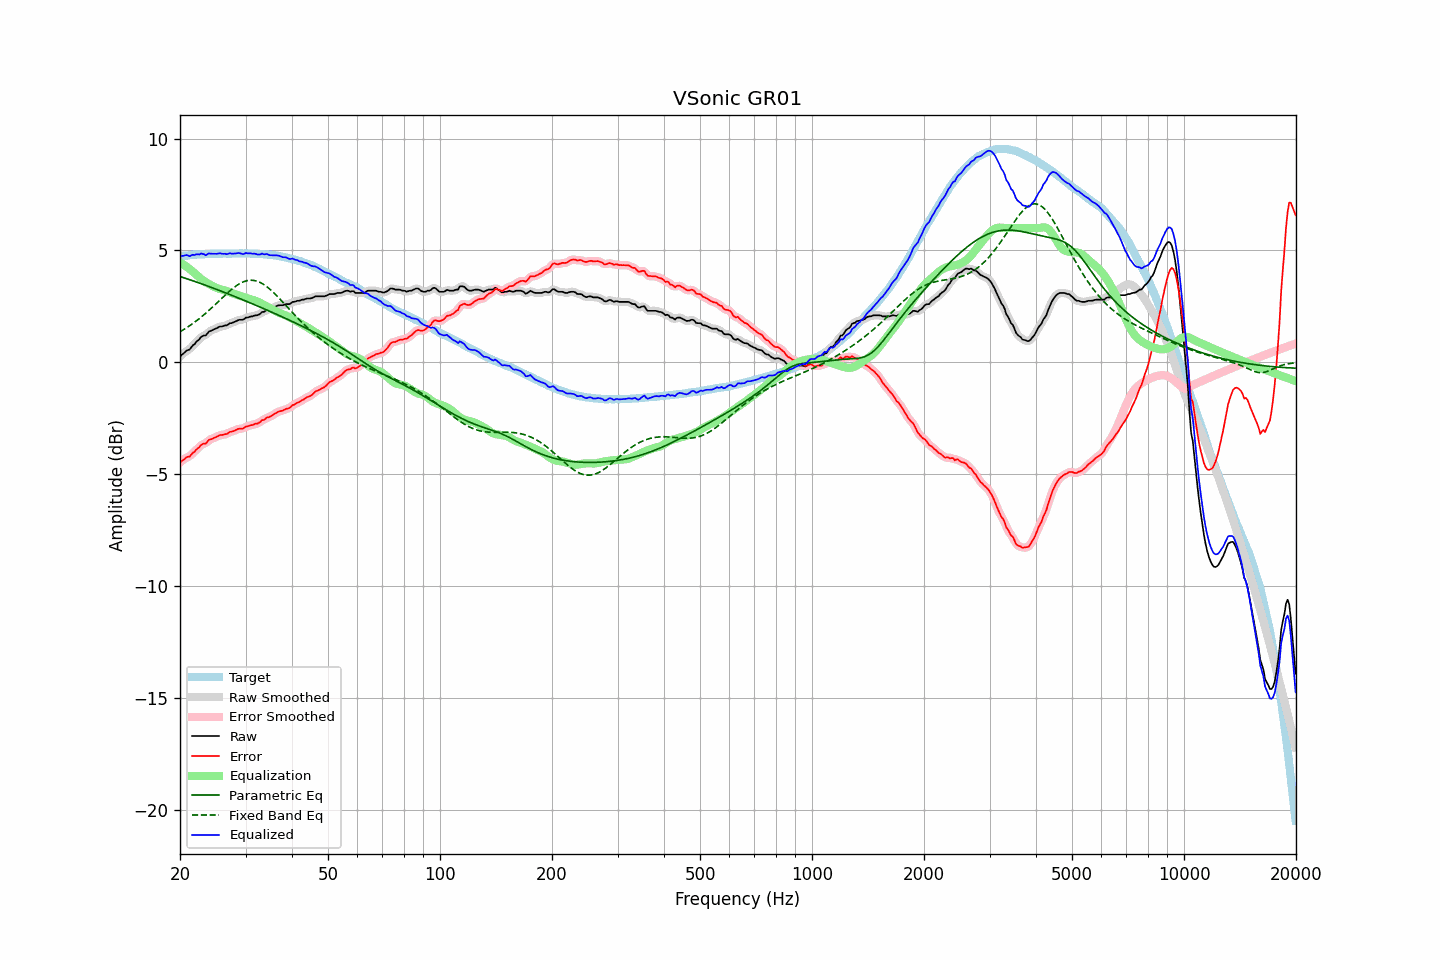 VSonic GR01
10
5
0
−5
−10
−15
−20
Amplitude (dBr)
Target
Raw Smoothed
Error Smoothed
Raw
Error
Equalization
Parametric Eq
Fixed Band Eq
Equalized
20 50 100 200 500 1000 2000 5000 10000 20000
Frequency (Hz)